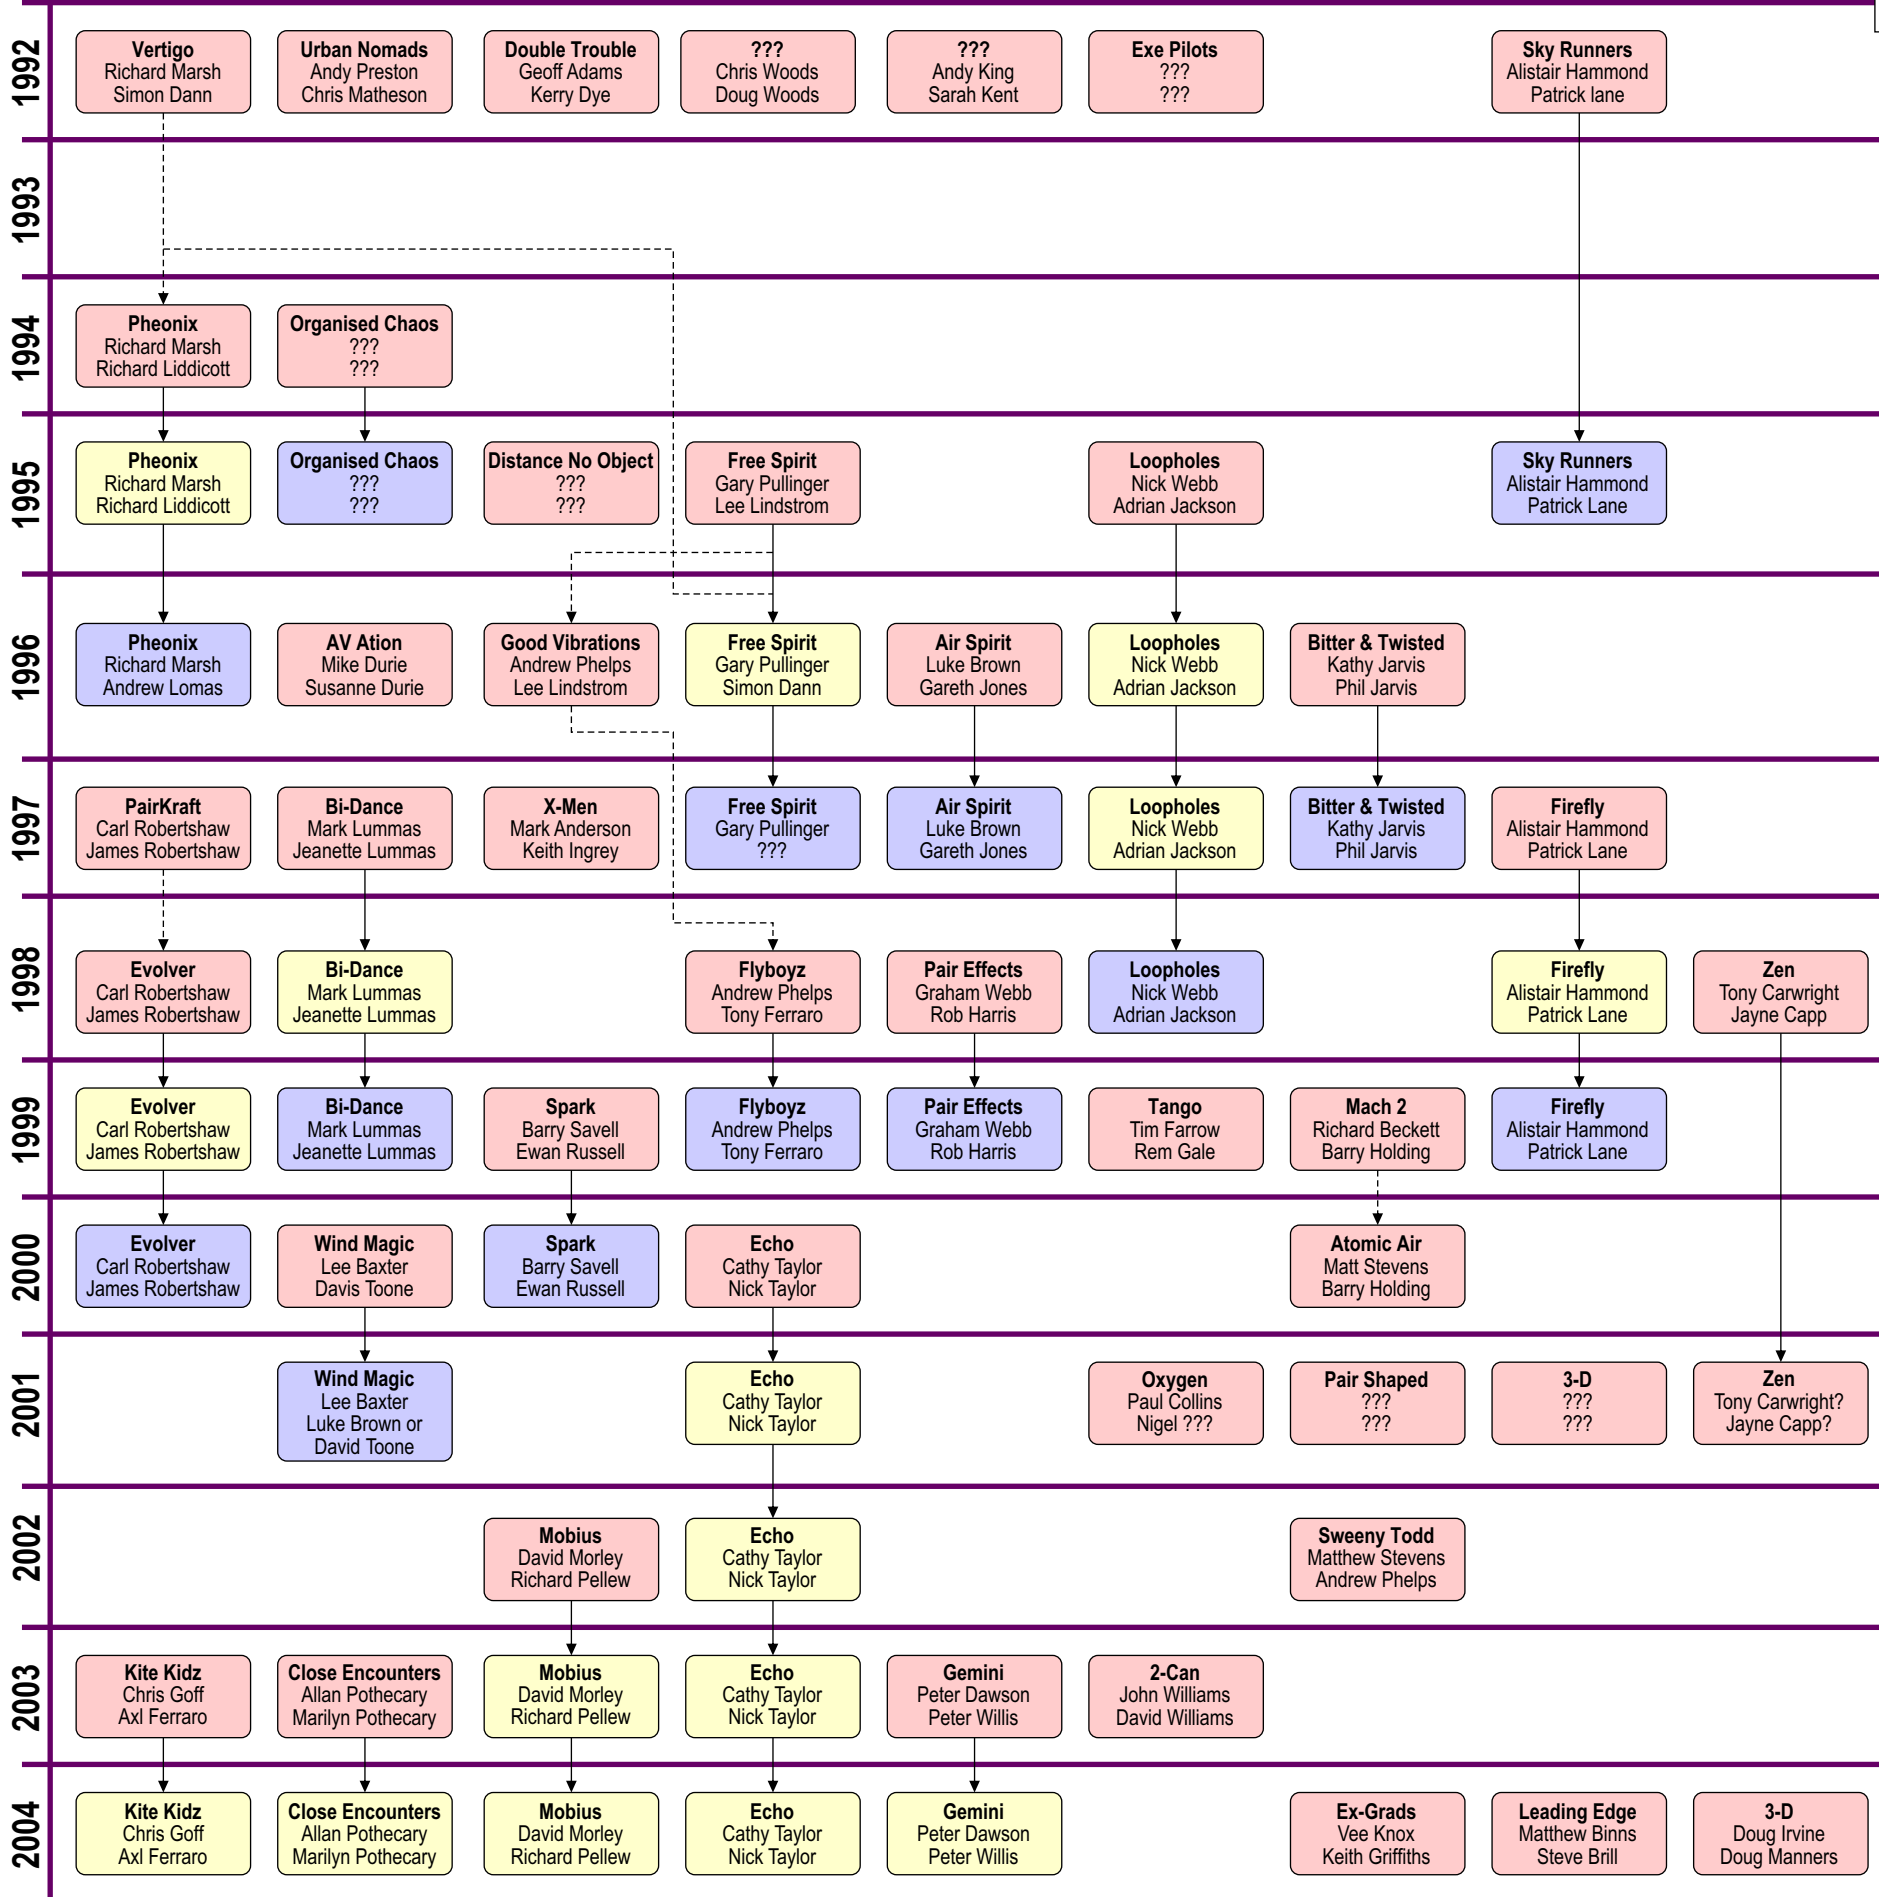 1992
Vertigo
Richard Marsh
Simon Dann
Urban Nomads
Andy Preston
Chris Matheson
Double Trouble
Geoff Adams
Kerry Dye
???
Chris Woods
Doug Woods
???
Andy King
Sarah Kent
Exe Pilots
???
???
Sky Runners
Alistair Hammond
Patrick lane
1993
1994
Pheonix
Richard Marsh
Richard Liddicott
Organised Chaos
???
???
1995
Pheonix
Richard Marsh
Richard Liddicott
Organised Chaos
???
???
Distance No Object
???
???
Free Spirit
Gary Pullinger
Lee Lindstrom
Loopholes
Nick Webb
Adrian Jackson
Sky Runners
Alistair Hammond
Patrick Lane
1996
Pheonix
Richard Marsh
Andrew Lomas
AV Ation
Mike Durie
Susanne Durie
Good Vibrations
Andrew Phelps
Lee Lindstrom
Free Spirit
Gary Pullinger
Simon Dann
Air Spirit
Luke Brown
Gareth Jones
Loopholes
Nick Webb
Adrian Jackson
Bitter & Twisted
Kathy Jarvis
Phil Jarvis
1997
PairKraft
Carl Robertshaw
James Robertshaw
Bi-Dance
Mark Lummas
Jeanette Lummas
X-Men
Mark Anderson
Keith Ingrey
Free Spirit
Gary Pullinger
???
Air Spirit
Luke Brown
Gareth Jones
Loopholes
Nick Webb
Adrian Jackson
Bitter & Twisted
Kathy Jarvis
Phil Jarvis
Firefly
Alistair Hammond
Patrick Lane
1998
Evolver
Carl Robertshaw
James Robertshaw
Bi-Dance
Mark Lummas
Jeanette Lummas
Flyboyz
Andrew Phelps
Tony Ferraro
Pair Effects
Graham Webb
Rob Harris
Loopholes
Nick Webb
Adrian Jackson
Firefly
Alistair Hammond
Patrick Lane
Zen
Tony Carwright
Jayne Capp
1999
Evolver
Carl Robertshaw
James Robertshaw
Bi-Dance
Mark Lummas
Jeanette Lummas
Spark
Barry Savell
Ewan Russell
Flyboyz
Andrew Phelps
Tony Ferraro
Pair Effects
Graham Webb
Rob Harris
Tango
Tim Farrow
Rem Gale
Mach 2
Richard Beckett
Barry Holding
Firefly
Alistair Hammond
Patrick Lane
2000
Evolver
Carl Robertshaw
James Robertshaw
Wind Magic
Lee Baxter
Davis Toone
Spark
Barry Savell
Ewan Russell
Echo
Cathy Taylor
Nick Taylor
Atomic Air
Matt Stevens
Barry Holding
2001
Wind Magic
Lee Baxter
Luke Brown or
David Toone
Echo
Cathy Taylor
Nick Taylor
Oxygen
Paul Collins
Nigel ???
Pair Shaped
???
???
3-D
???
???
Zen
Tony Carwright?
Jayne Capp?
2002
Mobius
David Morley
Richard Pellew
Echo
Cathy Taylor
Nick Taylor
Sweeny Todd
Matthew Stevens
Andrew Phelps
2003
Kite Kidz
Chris Goff
Axl Ferraro
Close Encounters
Allan Pothecary
Marilyn Pothecary
Mobius
David Morley
Richard Pellew
Echo
Cathy Taylor
Nick Taylor
Gemini
Peter Dawson
Peter Willis
2-Can
John Williams
David Williams
2004
Kite Kidz
Chris Goff
Axl Ferraro
Close Encounters
Allan Pothecary
Marilyn Pothecary
Mobius
David Morley
Richard Pellew
Echo
Cathy Taylor
Nick Taylor
Gemini
Peter Dawson
Peter Willis
Ex-Grads
Vee Knox
Keith Griffiths
Leading Edge
Matthew Binns
Steve Brill
3-D
Doug Irvine
Doug Manners